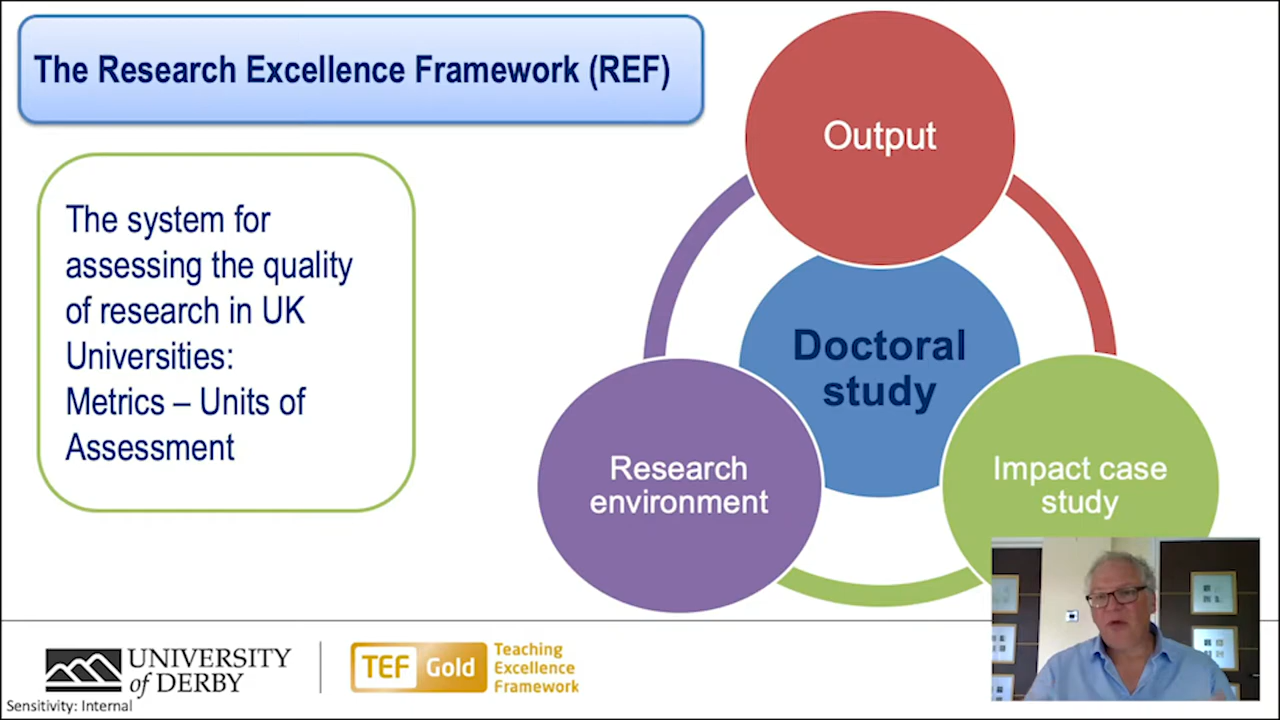 The Research Excellence Framework (REF)
The system for
assessing the quality
of research in UK
Universities:
Metrics – Units of
Assessment
Output
Doctoral
study
Research
environment
Impact case
study
UNIVERSITY
of DERBY
TEF Gold
Teaching
Excellence
Framework
Sensitivity: Internal